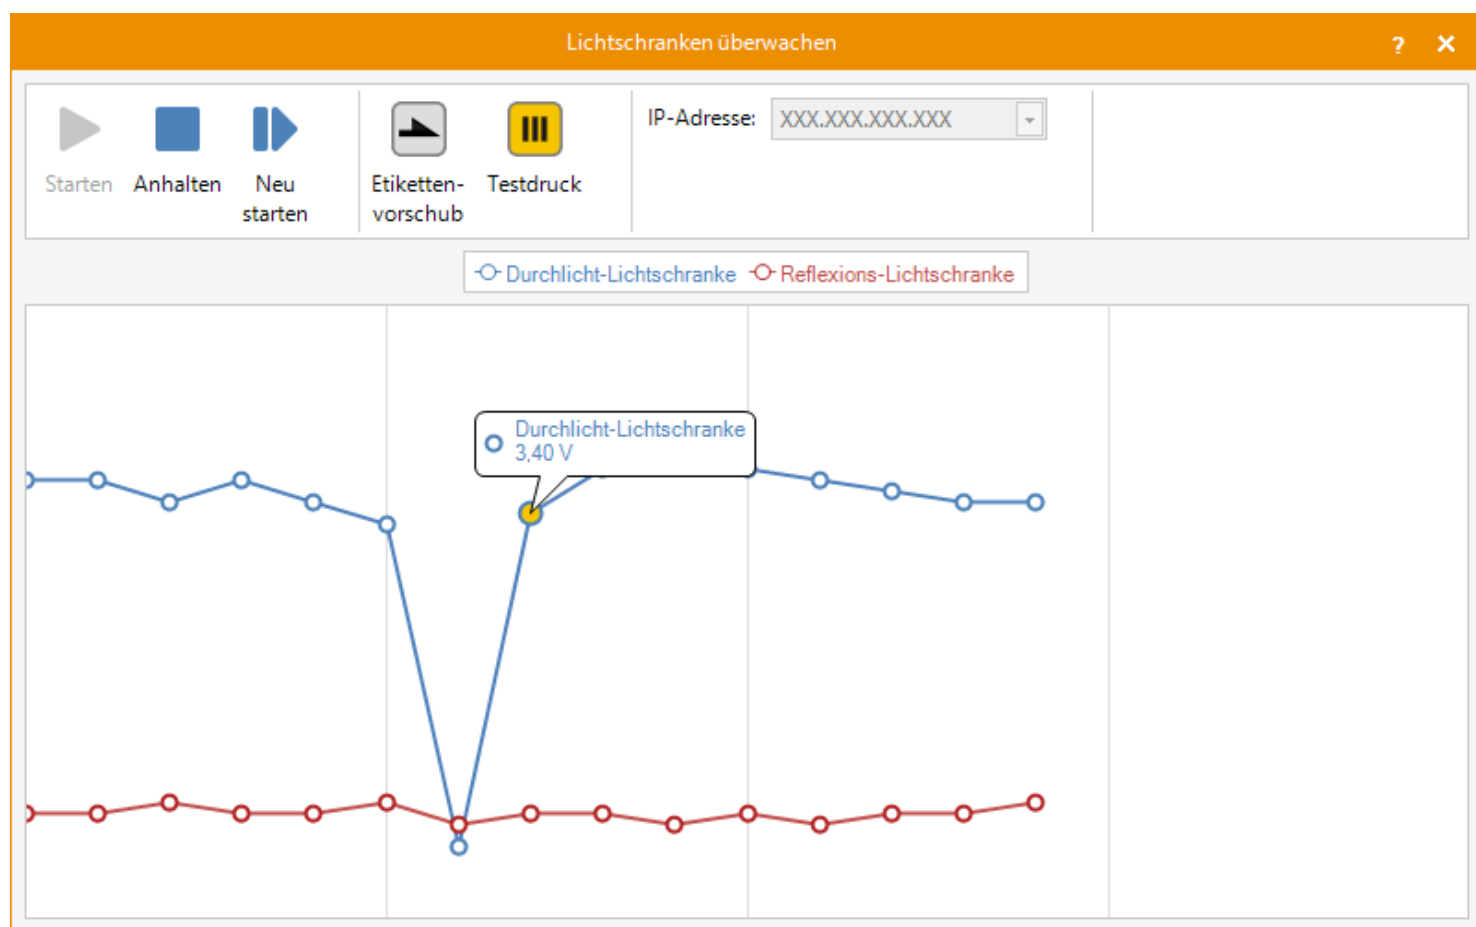 Lichtschranken überwachen
?
Starten
Anhalten
Neu
starten
Etiketten-
vorschub
Testdruck
IP-Adresse:
XXX.XXX.XXX.XXX
Durchlicht-Lichtschranke
Reflexions-Lichtschranke
Durchlicht-Lichtschranke
3,40 V